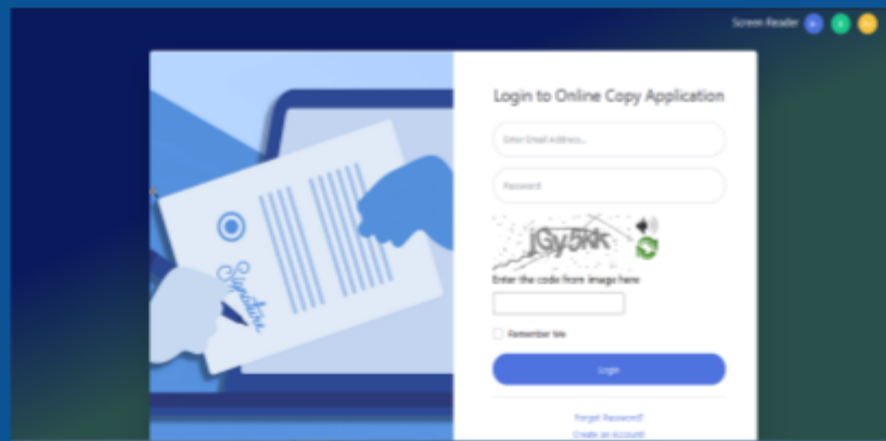 Screen Reader
Login to Online Copy Application
Enter Email Address...
Password
Signature
Enter the code from image here
Remember Me
Login
Forgot Password?
Create an Account!